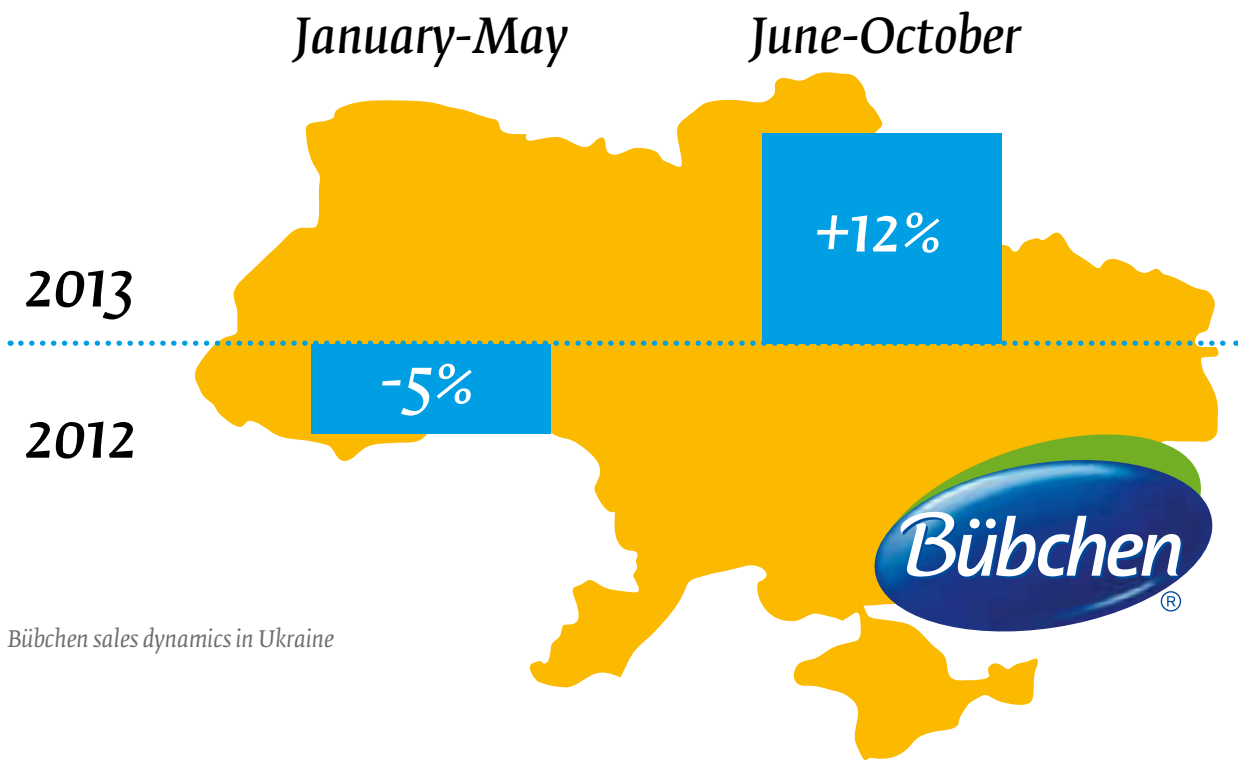 January-May
June-October
+12%
2013
-5%
2012
Bübchen
®
Bübchen sales dynamics in Ukraine